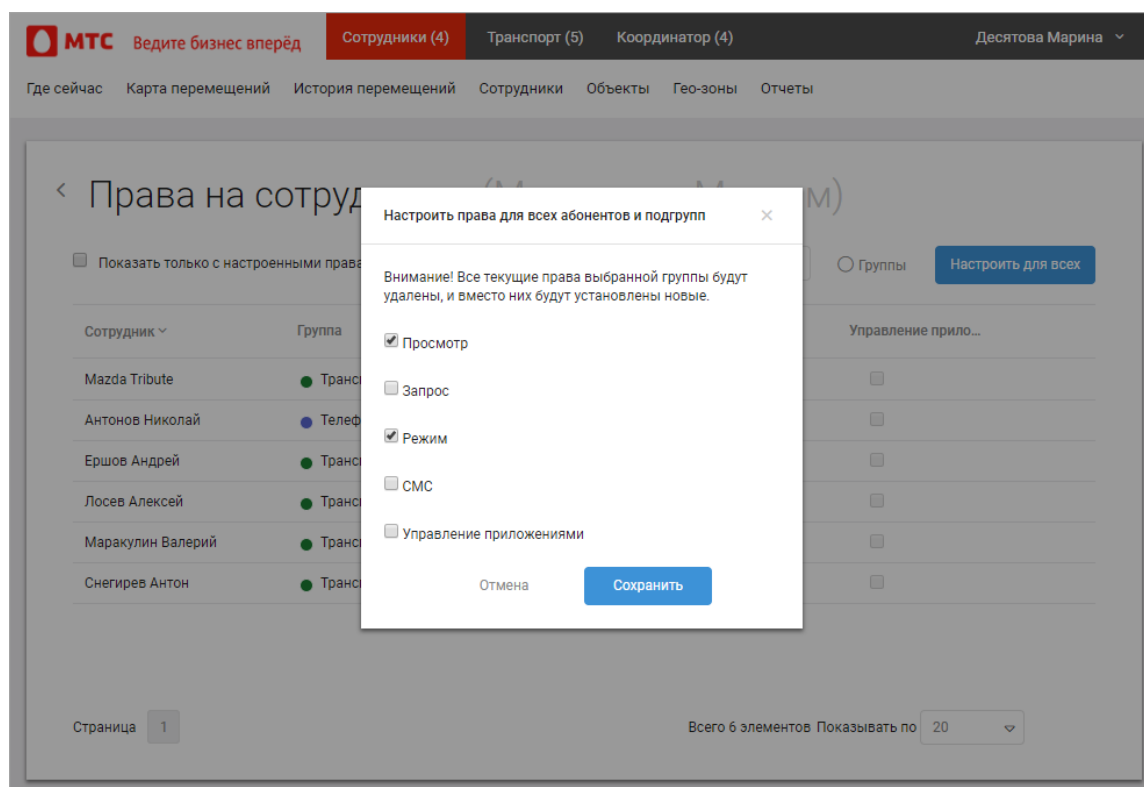 МТС Ведите бизнес вперёд Сотрудники (4) Транспорт (5) Координатор (4) Десятова Марина
Где сейчас Карта перемещений История перемещений Сотрудники Объекты Гео-зоны Отчеты
Права на
Настроить права для всех абонентов и подгрупп
Показать только с настроенными Группы Настроить для всех
Внимание! Все текущие права выбранной группы будут
удалены, и вместо них будут установлены новые.
Сотрудник Группа Управление прило...
Просмотр
Mazda Tribute
Запрос
Антонов Николай
Режим
Ершов Андрей
СМС
Лосев Алексей
Управление приложениями
Маракулин Валерий
Снегирев Антон
Отмена Сохранить
Страница 1 Всего 6 элементов Показывать по 20